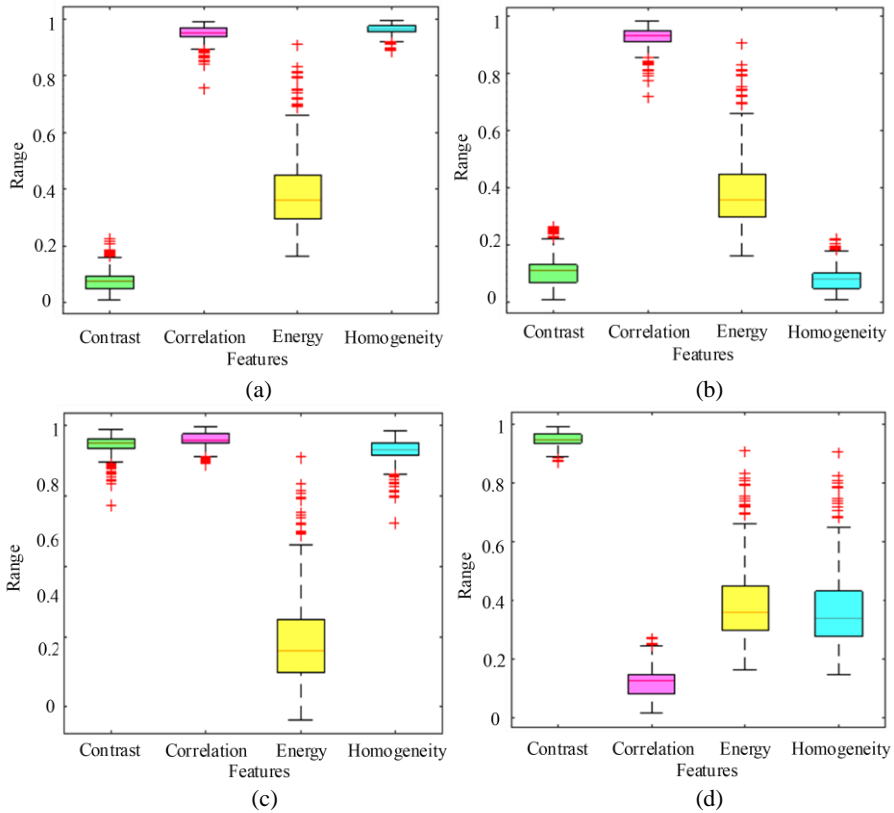 1
0.8
0.6
0.4
0.2
0
Range
Contrast Correlation Energy Homogeneity
Features
(a)
1
0.8
0.6
0.4
0.2
0
Range
Contrast Correlation Energy Homogeneity
Features
(b)
1
0.8
0.6
0.4
0.2
0
Range
Contrast Correlation Energy Homogeneity
Features
(c)
1
0.8
0.6
0.4
0.2
0
Range
Contrast Correlation Energy Homogeneity
Features
(d)